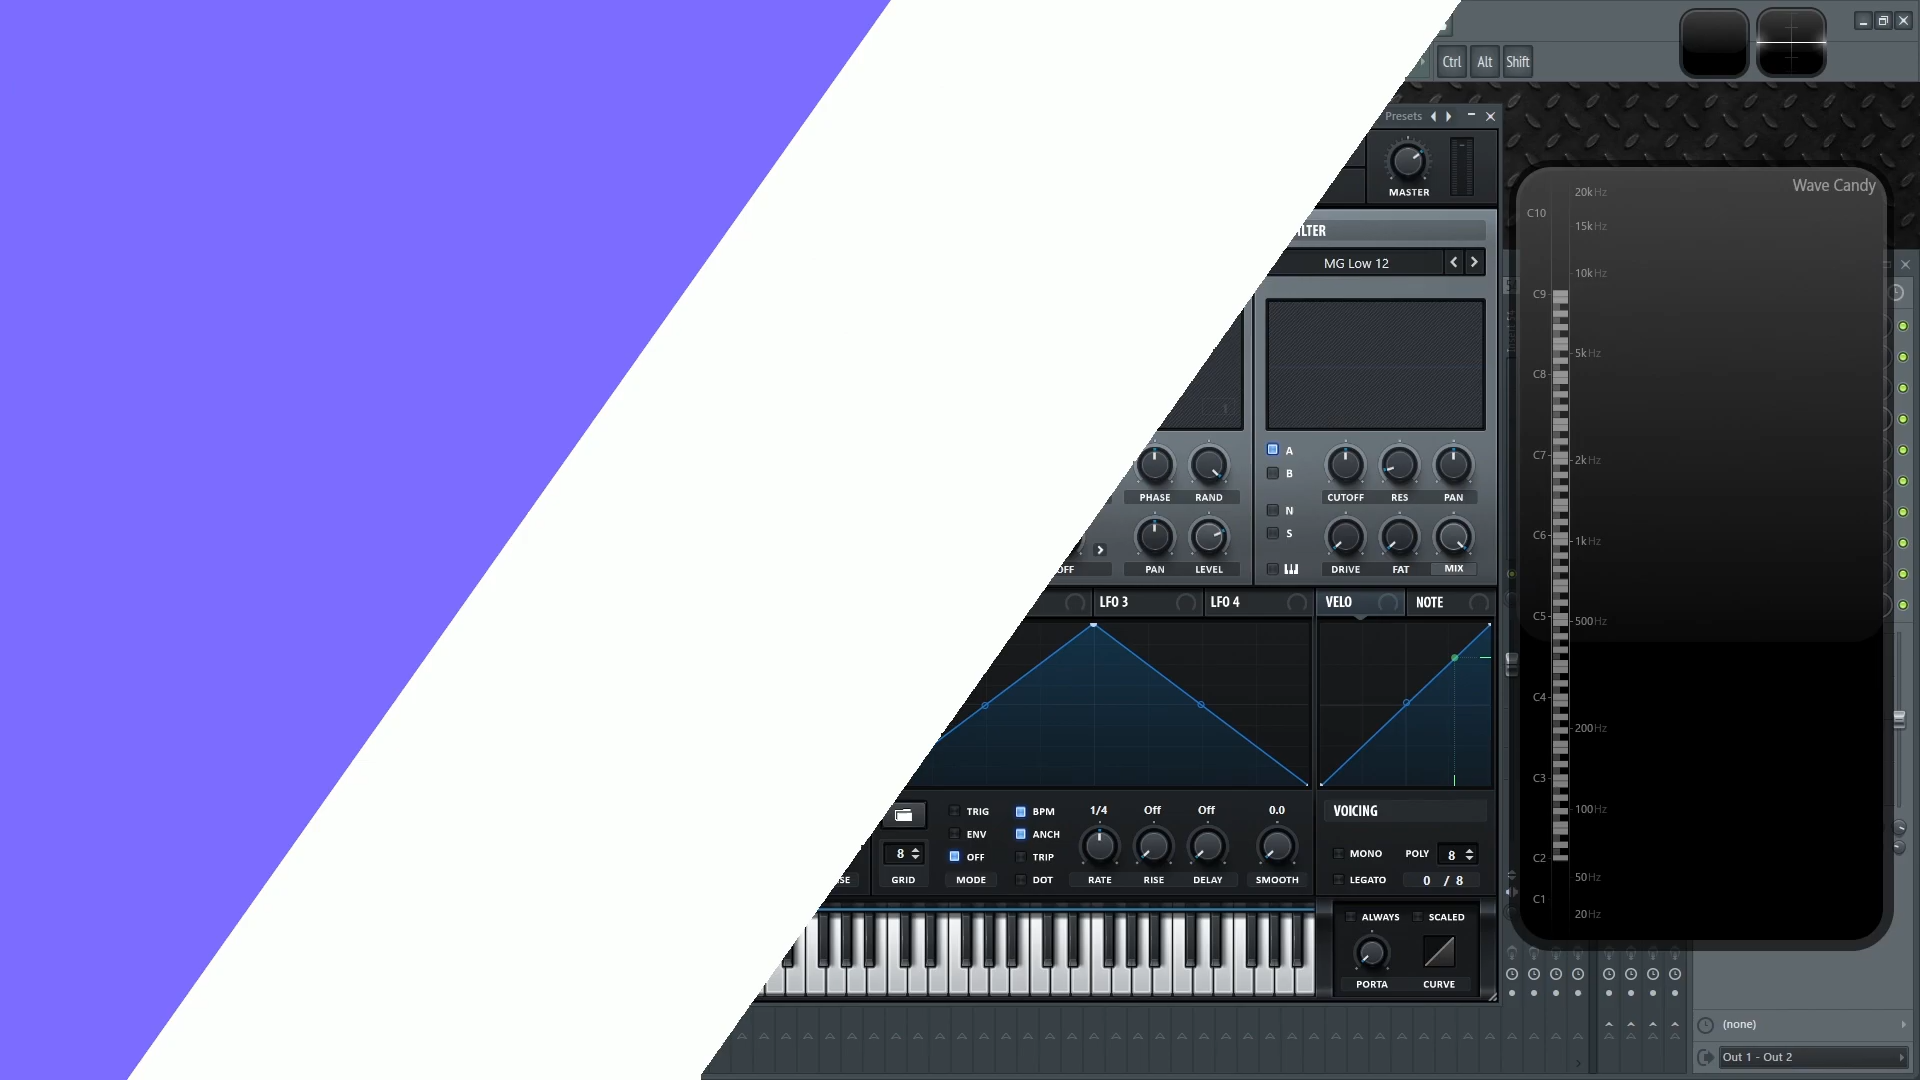 Ctrl Alt Shift
Presets
MASTER
MG Low 12
A
B
N
S
PHASE RAND
CUTOFF RES PAN
PAN LEVEL
DRIVE FAT MIX
LFO 3 LFO 4 VELO NOTE
TRIG
ENV
OFF
MODE
BPM
ANCH
TRIP
DOT
8
GRID
1/4 Off Off 0.0
RATE RISE DELAY SMOOTH
VOICING
MONO POLY 8
LEGATO 0 / 8
ALWAYS SCALED
PORTA CURVE
Wave Candy
20kHz
C10
15kHz
10kHz
C9
5kHz
C8
C7
2kHz
C6
1kHz
C5
500Hz
C4
200Hz
C3
100Hz
C2
50Hz
C1
20Hz
(none)
Out 1 - Out 2